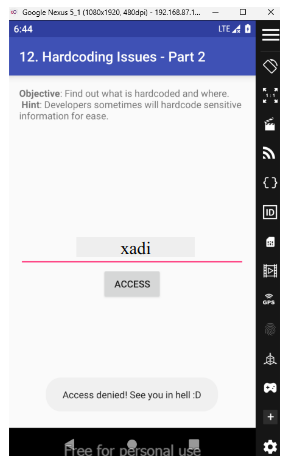 Google Nexus 5_1 (1080x1920, 480dpi) - 192.168.87.1...
6:44
LTE
12. Hardcoding Issues - Part 2
Objective: Find out what is hardcoded and where.
Hint: Developers sometimes will hardcode sensitive
information for ease.
xadi
ACCESS
Access denied! See you in hell :D
Free for personal use
1:1
ID
GPS